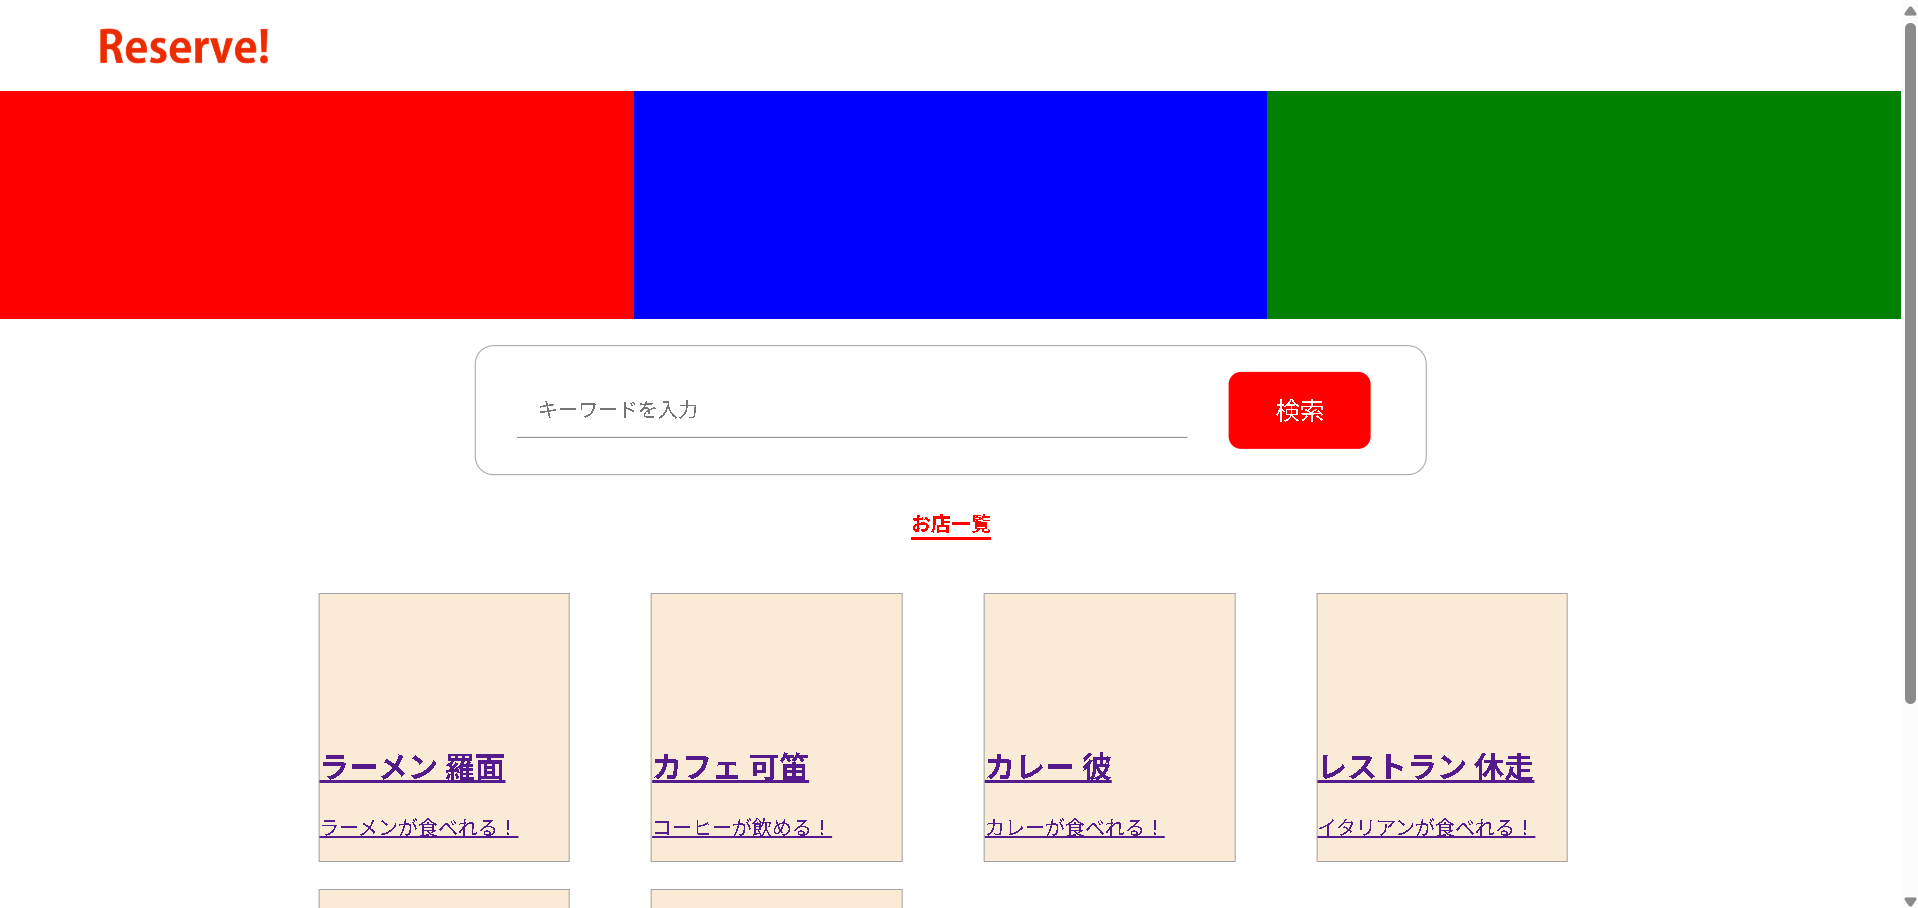 Reserve!
キーワードを入力
検索
お店一覧
ラーメン 羅面
カフェ 可笛
カレー 彼
レストラン 休走
ラーメンが食べれる！
コーヒーが飲める！
カレーが食べれる！
イタリアンが食べれる！